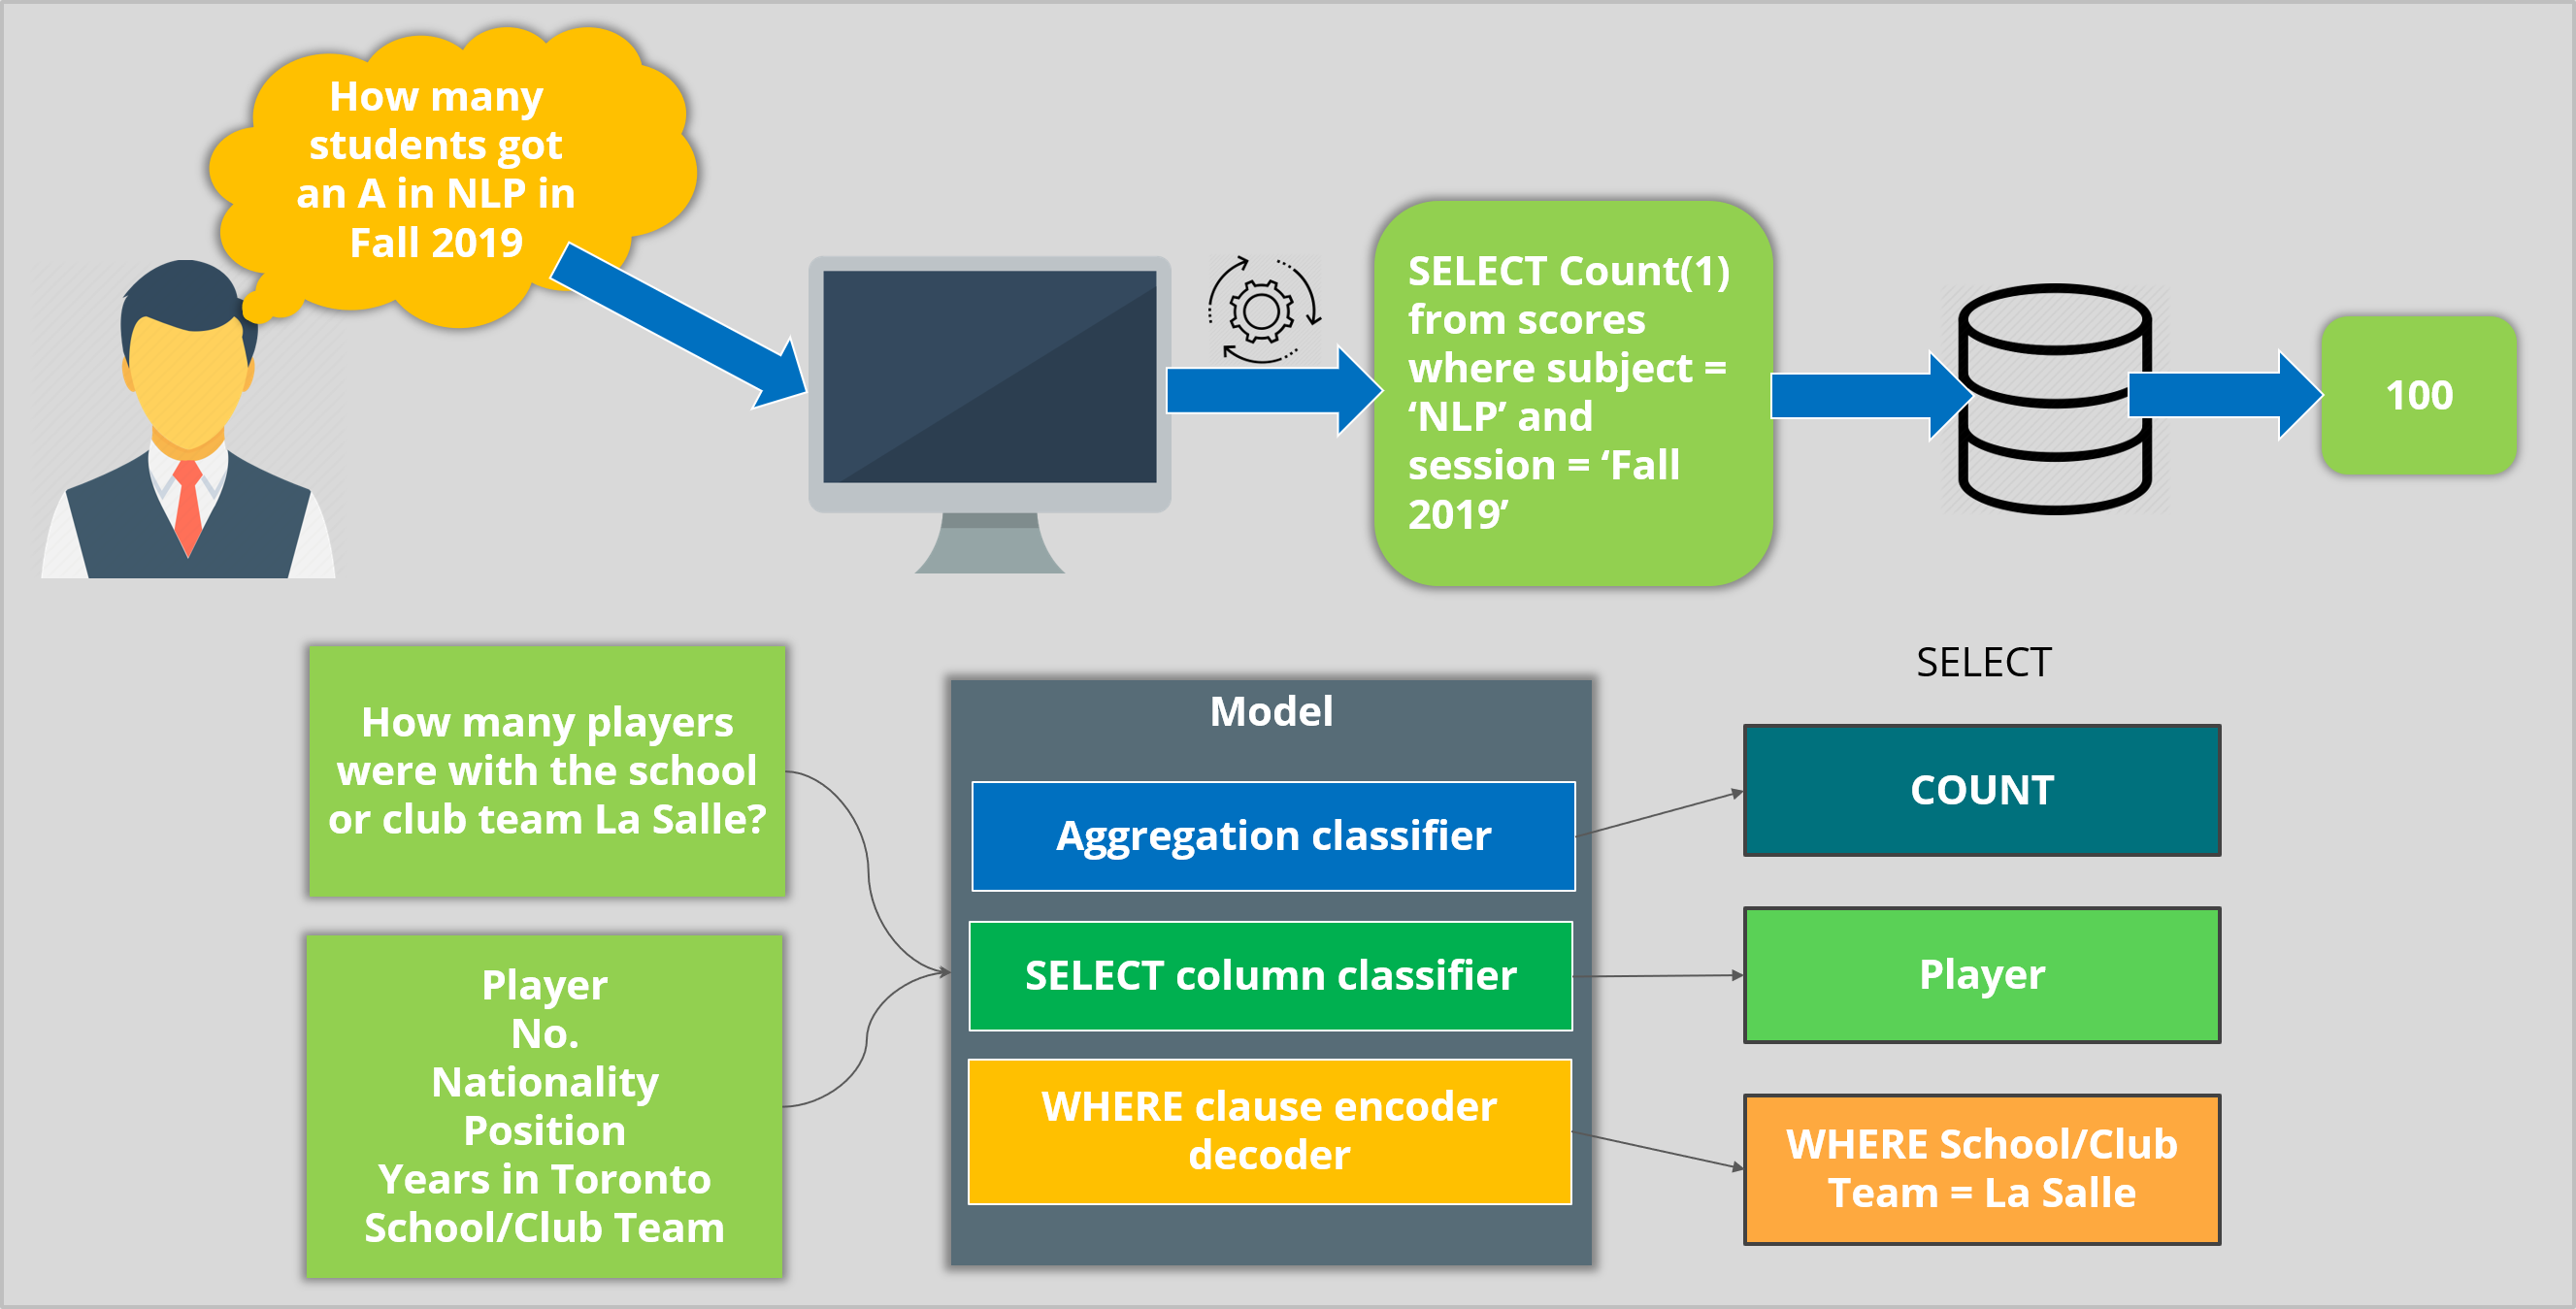 How many
students got
an A in NLP in
Fall 2019
SELECT Count(1)
from scores
where subject =
‘NLP’ and
session = ‘Fall
2019’
100
How many players
were with the school
or club team La Salle?
Player
No.
Nationality
Position
Years in Toronto
School/Club Team
Model
Aggregation classifier
SELECT column classifier
WHERE clause encoder
decoder
SELECT
COUNT
Player
WHERE School/Club
Team = La Salle